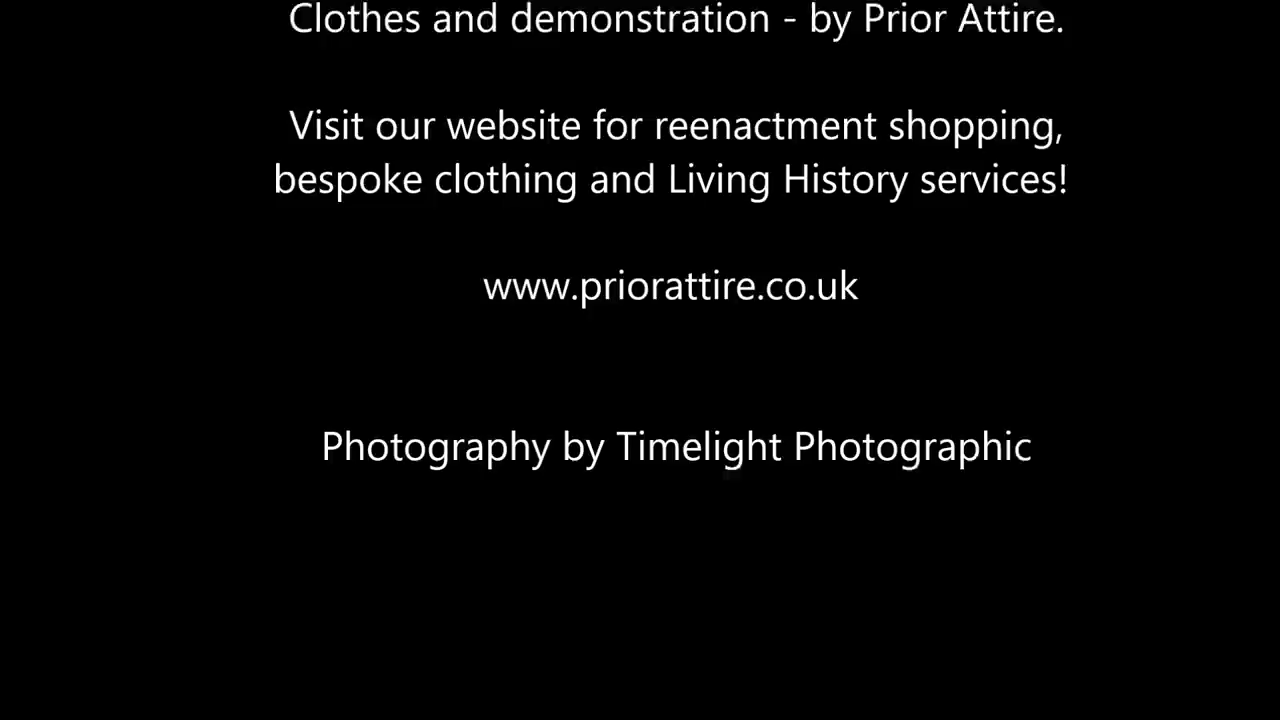 Clothes and demonstration - by Prior Attire.
Visit our website for reenactment shopping,
bespoke clothing and Living History services!
www.priorattire.co.uk
Photography by Timelight Photographic